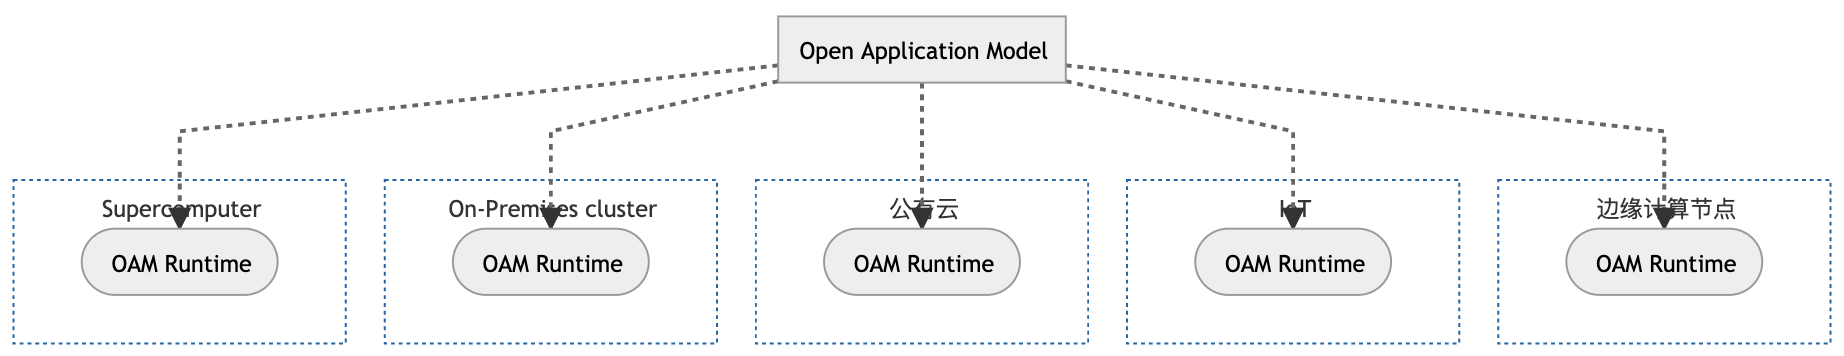 Open Application Model
Supercomputer
On-Premises cluster
公有云
IoT
边缘计算节点
OAM Runtime
OAM Runtime
OAM Runtime
OAM Runtime
OAM Runtime